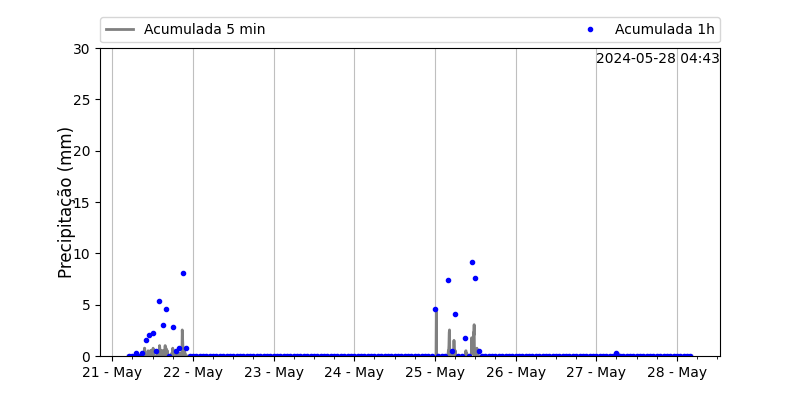 Acumulada 5 min
Acumulada 1h
2024-05-28 04:43
Precipitação (mm)
30
25
20
15
10
5
0
21 - May
22 - May
23 - May
24 - May
25 - May
26 - May
27 - May
28 - May